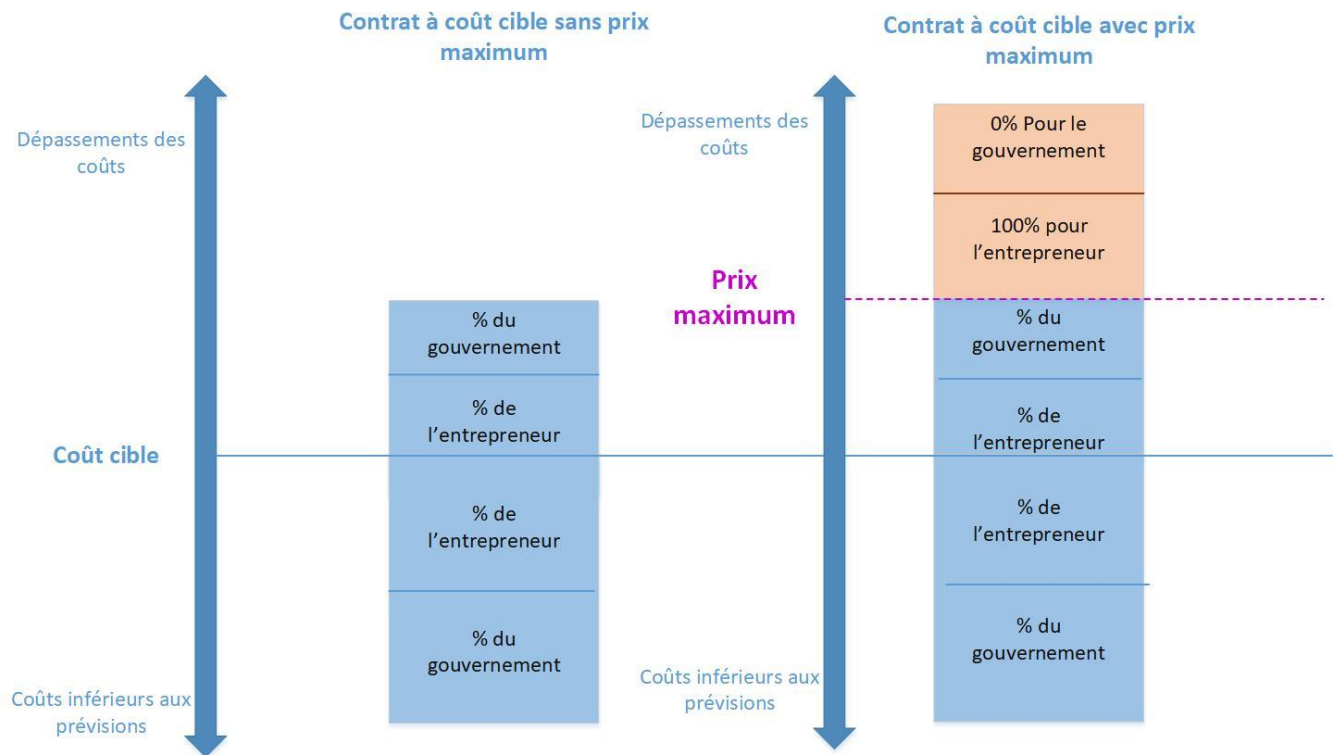 Contrat à coût cible sans prix
maximum
Dépassements des
coûts
% du
gouvernement
% de
l'entrepreneur
Coût cible
% de
l'entrepreneur
% du
gouvernement
Coûts inférieurs aux
prévisions
Contrat à coût cible avec prix
maximum
Dépassements des
coûts
0% Pour le
gouvernement
100% pour
l'entrepreneur
Prix
maximum
% du
gouvernement
% de
l'entrepreneur
% de
l'entrepreneur
% du
gouvernement
Coûts inférieurs aux
prévisions